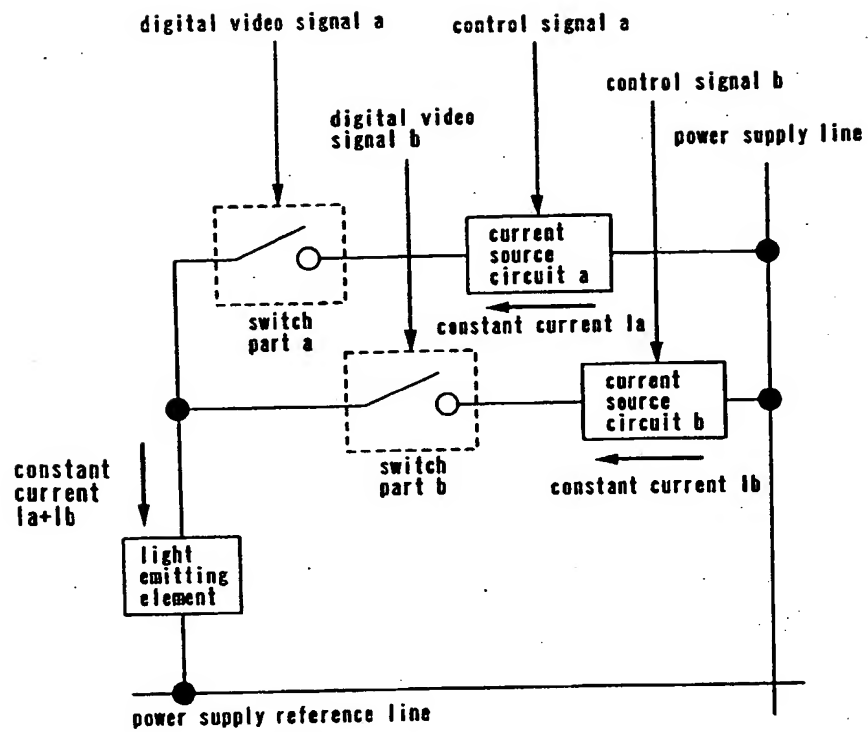 digital video signal a
control signal a
control signal b
digital video
signal b
power supply line
current
source
circuit a
switch
part a
constant current Ia
current
source
circuit b
switch
part b
constant current Ib
constant
current
Ia+Ib
light
emitting
element
power supply reference line